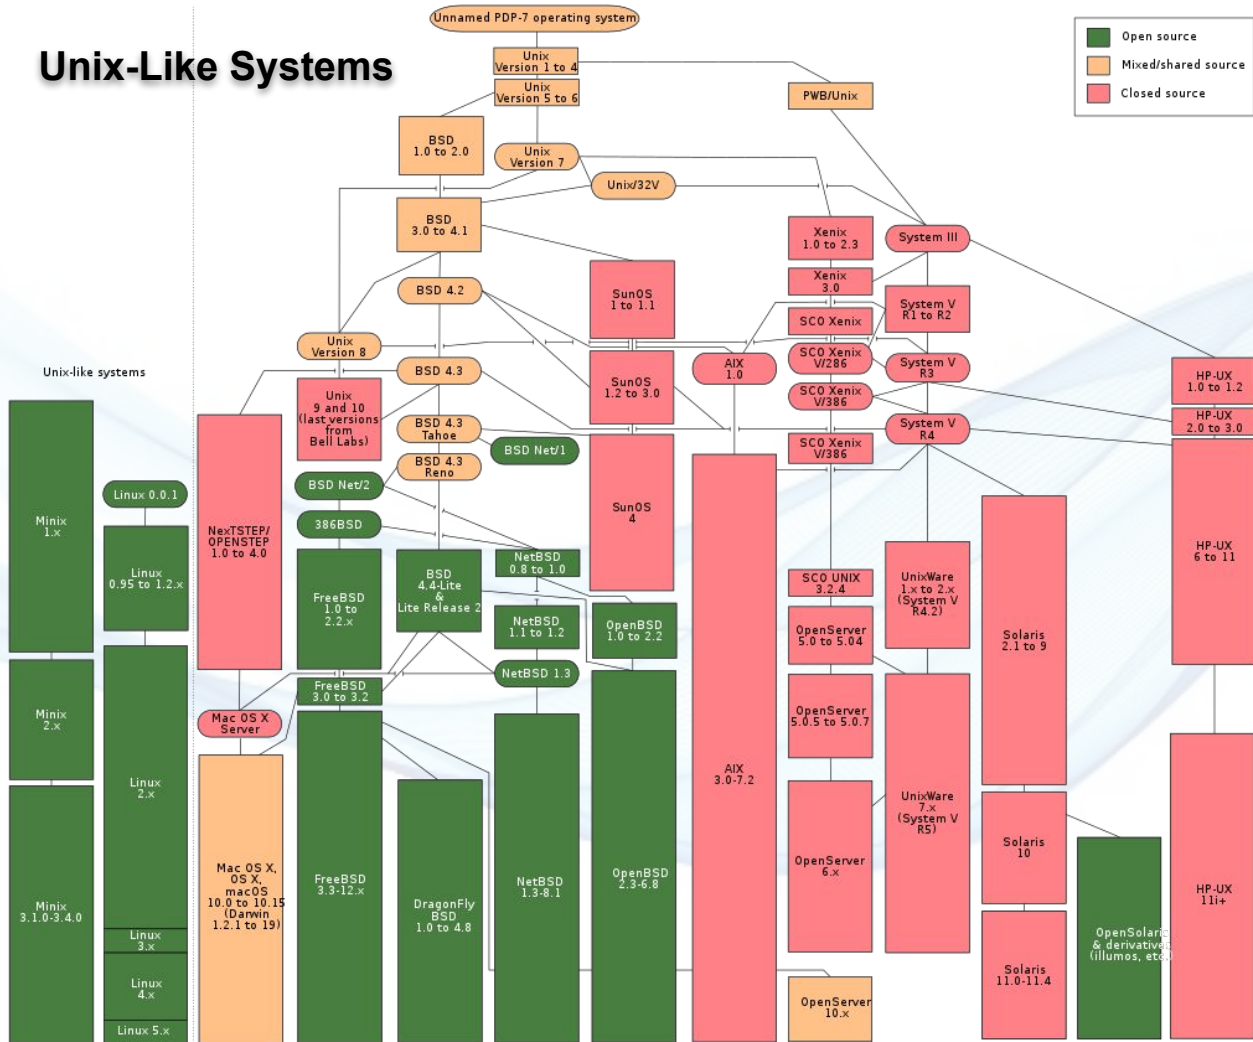 Unix-Like Systems
Unnamed PDP-7 operating system
Open source
Mixed/shared source
Closed source
Unix
Version 1 to 4
Unix
Version 5 to 6
PWB/Unix
BSD
1.0 to 2.0
Unix
Version 7
Unix/32V
BSD
3.0 to 4.1
Xenix
1.0 to 2.3
System III
Xenix
3.0
BSD 4.2
SunOS
1 to 1.1
System V
R1 to R2
SCO Xenix
Unix
Version 8
SCO Xenix
V/286
AIX
1.0
System V
R3
Unix-like systems
BSD 4.3
SunOS
1.2 to 3.0
HP-UX
1.0 to 1.2
Unix
9 and 10
(last versions
from
Bell Labs)
SCO Xenix
V/386
HP-UX
2.0 to 3.0
BSD 4.3
Tahoe
System V
R4
BSD Net/1
SCO Xenix
V/386
BSD 4.3
Reno
BSD Net/2
Linux 0.0.1
SunOS
4
Minix
1.x
386BSD
NexTSTEP/
OPENSTEP
1.0 to 4.0
HP-UX
6 to 11
NetBSD
0.8 to 1.0
Linux
0.95 to 1.2.x
BSD
4.4-Lite
&
Lite Release 2
SCO UNIX
3.2.4
UnixWare
1.x to 2.x
(System V
R4.2)
FreeBSD
1.0 to
2.2.x
NetBSD
1.1 to 1.2
OpenBSD
1.0 to 2.2
OpenServer
5.0 to 5.04
Solaris
2.1 to 9
NetBSD 1.3
FreeBSD
3.0 to 3.2
Minix
2.x
Mac OS X
Server
OpenServer
5.0.5 to 5.0.7
Linux
2.x
AIX
3.0-7.2
UnixWare
7.x
(System V
R5)
Solaris
10
OpenServer
6.x
Mac OS X,
OS X,
macOS
10.0 to 10.15
(Darwin
1.2.1 to 19)
FreeBSD
3.3-12.x
NetBSD
1.3-8.1
OpenBSD
2.3-6.8
HP-UX
11i+
Minix
3.1.0-3.4.0
DragonFly
BSD
1.0 to 4.8
Linux
3.x
OpenSolaris
& derivatives
(illumos, etc.)
Solaris
11.0-11.4
Linux
4.x
OpenServer
10.x
Linux 5.x